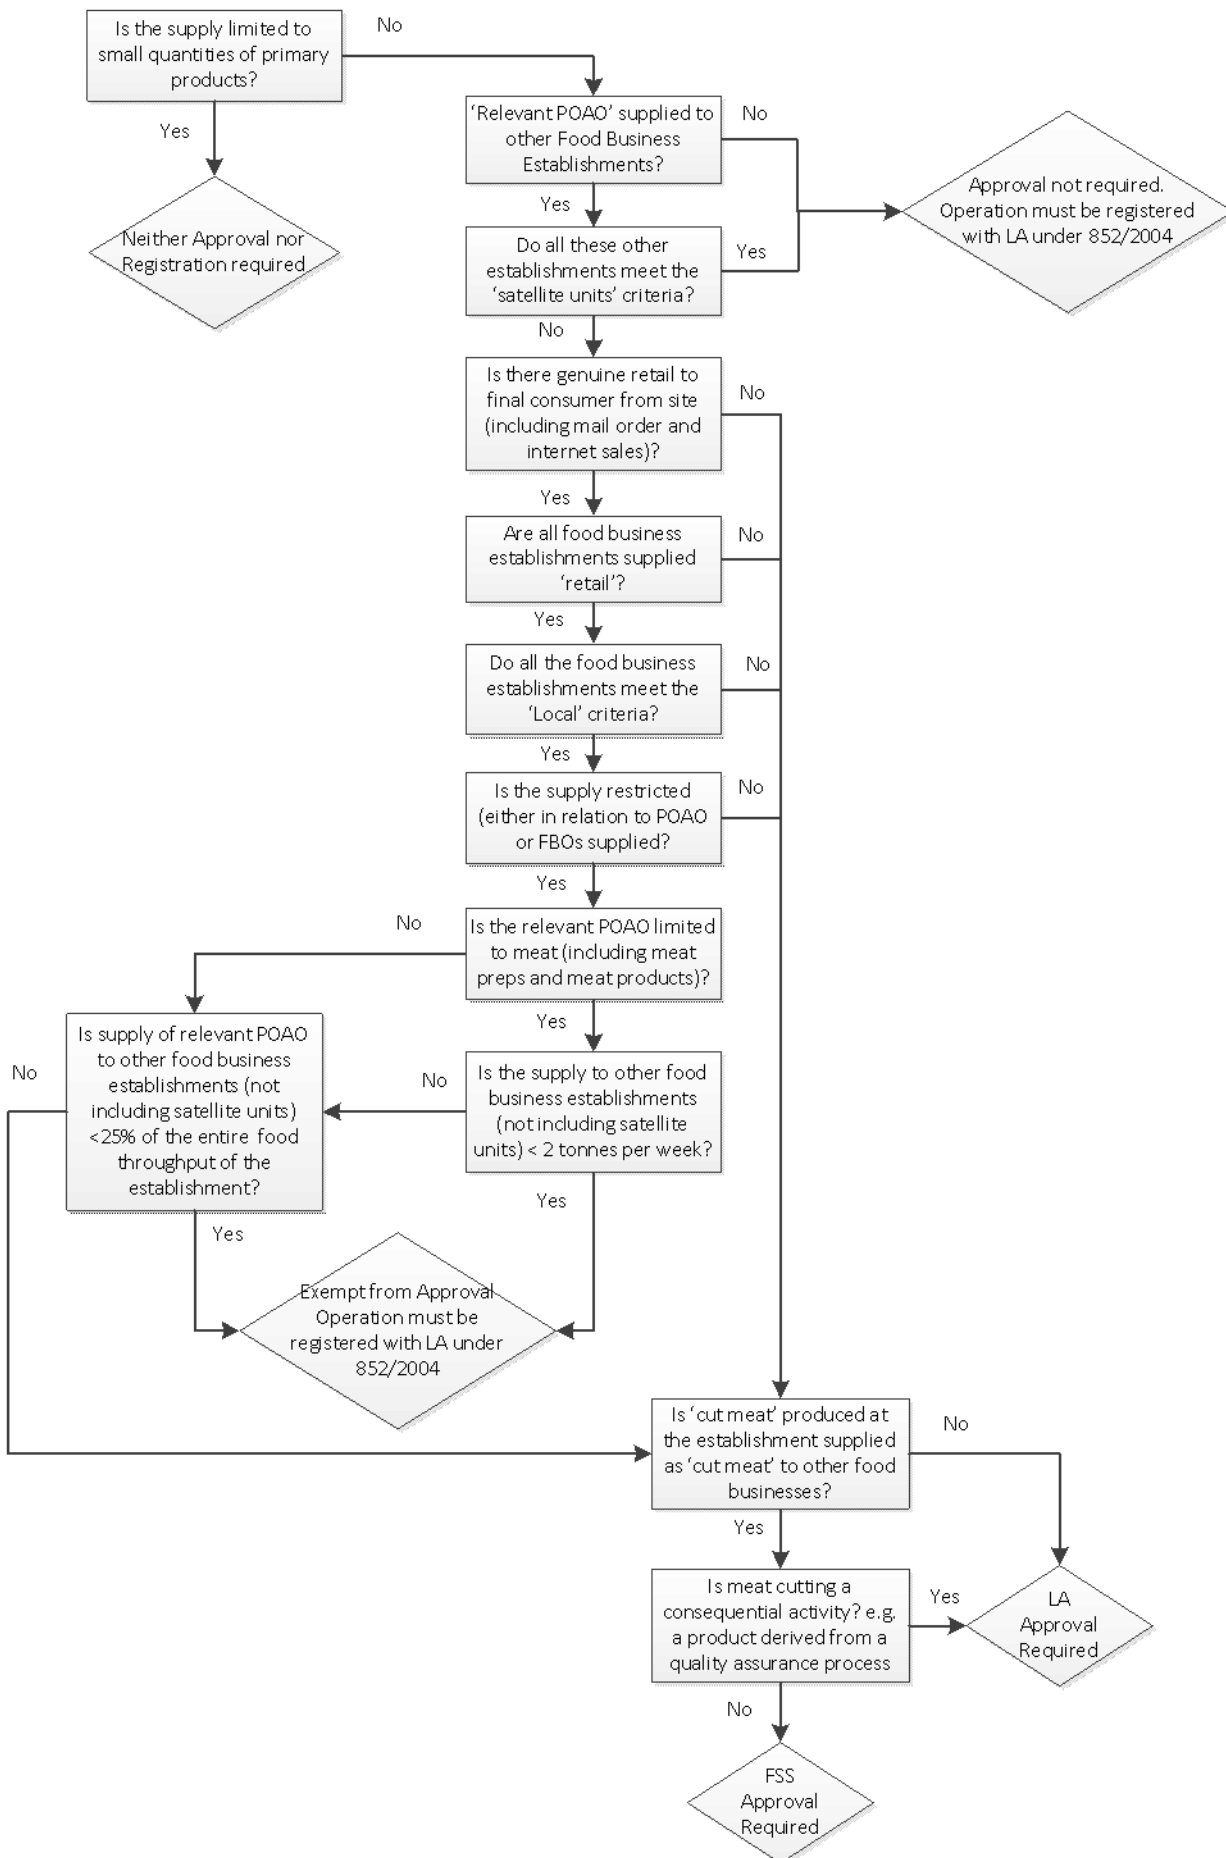 Is the supply limited to
small quantities of primary
products?
No
Yes
Neither Approval nor
Registration required
‘Relevant POAO’ supplied to
other Food Business
Establishments?
No
Yes
Approval not required.
Operation must be registered
with LA under 852/2004
Do all these other
establishments meet the
‘satellite units’ criteria?
Yes
No
Is there genuine retail to
final consumer from site
(including mail order and
internet sales)?
No
Yes
Are all food business
establishments supplied
‘retail’?
No
Yes
Do all the food business
establishments meet the
‘Local’ criteria?
No
Yes
Is the supply restricted
(either in relation to POAO
or FBOs supplied?
No
Yes
Is the relevant POAO limited
to meat (including meat
preps and meat products)?
No
Yes
Is supply of relevant POAO
to other food business
establishments (not
including satellite units)
<25% of the entire food
throughput of the
establishment?
No
Yes
Is the supply to other food
business establishments
(not including satellite
units) < 2 tonnes per week?
No
Yes
Exempt from Approval
Operation must be
registered with LA under
852/2004
Is ‘cut meat’ produced at
the establishment supplied
as ‘cut meat’ to other food
businesses?
No
Yes
Is meat cutting a
consequential activity? e.g.
a product derived from a
quality assurance process
Yes
No
LA
Approval
Required
FSS
Approval
Required